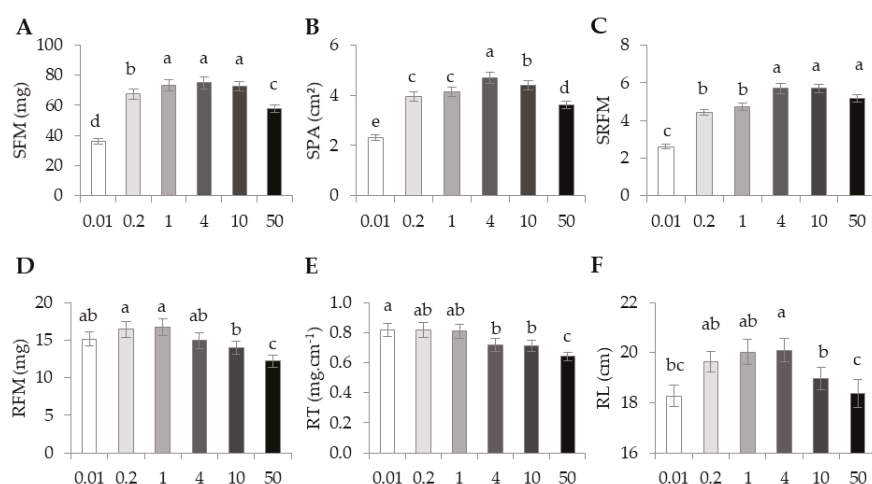 A
SFM (mg)
100
80
60
40
20
0
d
b
a
a
a
c
0.01 0.2 1 4 10 50
B
SPA (cm²)
6
4
2
0
e
c
c
a
b
d
0.01 0.2 1 4 10 50
C
SRFM
8
6
4
2
0
c
b
b
a
a
a
0.01 0.2 1 4 10 50
D
RFM (mg)
20
15
10
5
0
ab
a
a
ab
b
c
0.01 0.2 1 4 10 50
E
RT (mg.cm⁻¹)
1.0
0.8
0.6
0.4
0.2
0.0
a
ab
ab
b
b
c
0.01 0.2 1 4 10 50
F
RL (cm)
22
20
18
16
bc
ab
ab
a
b
c
0.01 0.2 1 4 10 50